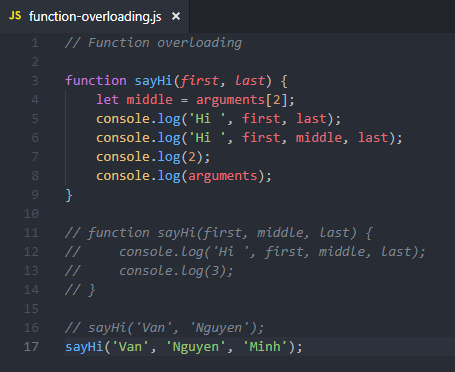 JS function-overloading.js ×
1 // Function overloading
2
3 function sayHi(first, last) {
4     let middle = arguments[2];
5     console.log('Hi ', first, last);
6     console.log('Hi ', first, middle, last);
7     console.log(2);
8     console.log(arguments);
9 }
10
11 // function sayHi(first, middle, last) {
12 //     console.log('Hi ', first, middle, last);
13 //     console.log(3);
14 // }
15
16 // sayHi('Van', 'Nguyen');
17 sayHi('Van', 'Nguyen', 'Minh');